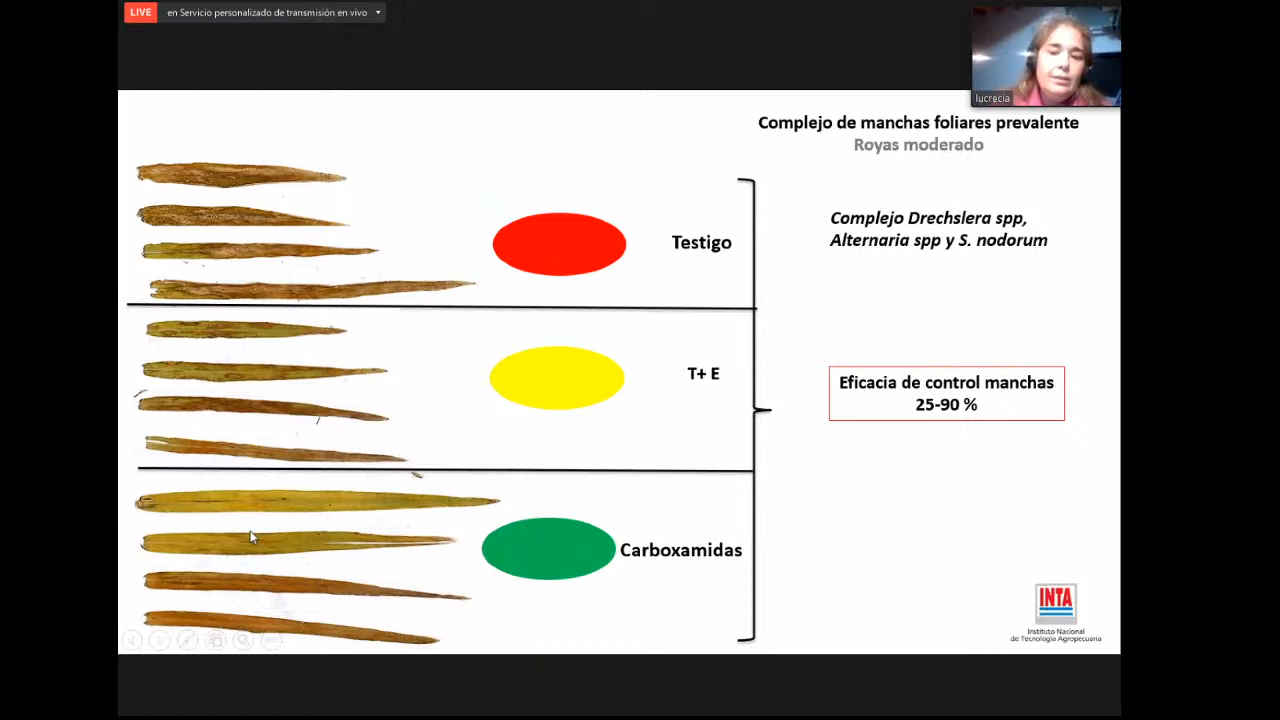 LIVE
en Servicio personalizado de transmisión en vivo
lucrecia
Complejo de manchas foliares prevalente
Royas moderado
Complejo Drechslera spp,
Alternaria spp y S. nodorum
Testigo
T+ E
Eficacia de control manchas
25-90 %
Carboxamidas
INTA
Instituto Nacional
de Tecnología Agropecuaria